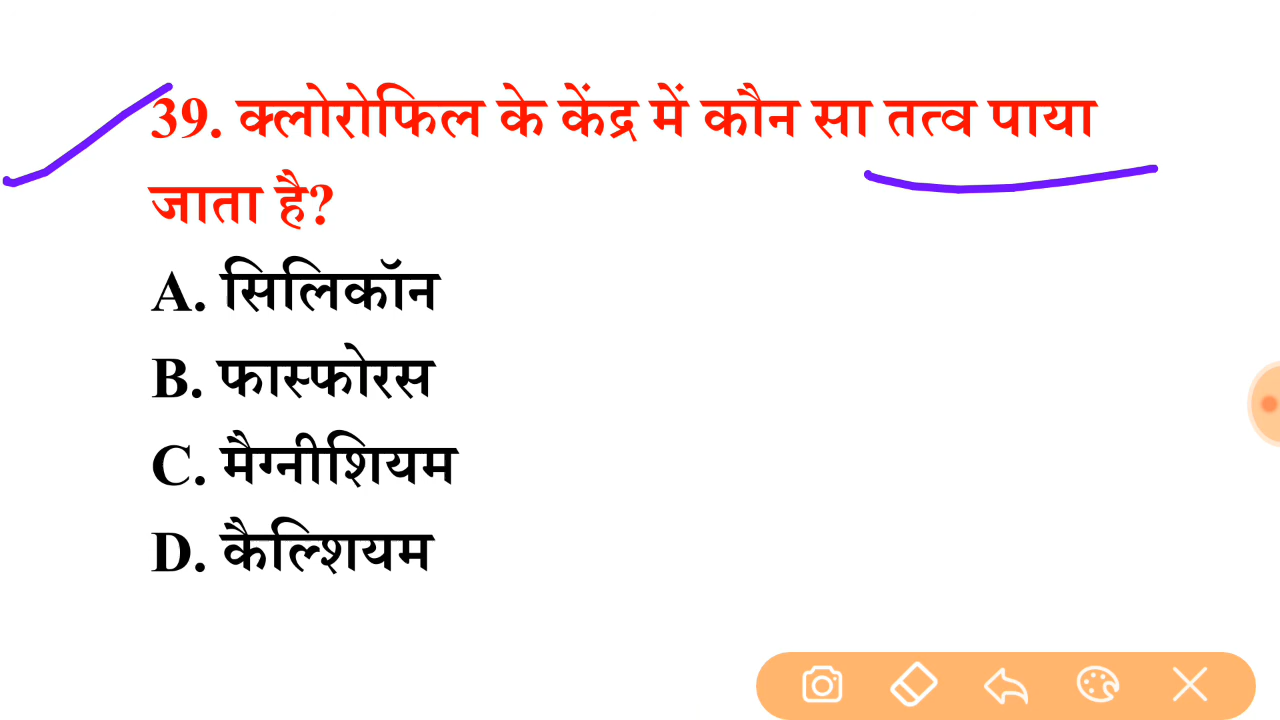 39. क्लोरोफिल के केंद्र में कौन सा तत्व पाया
जाता है?
A. सिलिकॉन
B. फास्फोरस
C. मैग्नीशियम
D. कैल्शियम